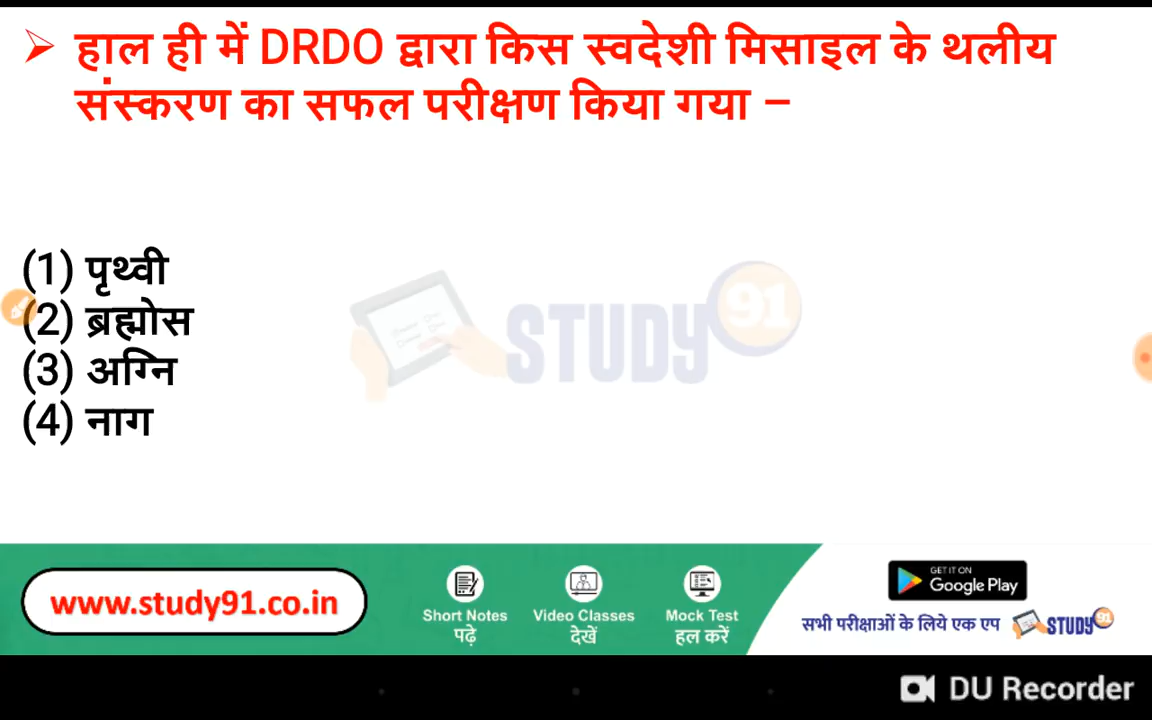 ➢ हाल ही में DRDO द्वारा किस स्वदेशी मिसाइल के थलीय
संस्करण का सफल परीक्षण किया गया –
(1) पृथ्वी
(2) ब्रह्मोस
(3) अग्नि
(4) नाग
STUDY 91
www.study91.co.in
Short Notes
पढ़े
Video Classes
देखें
Mock Test
हल करें
GET IT ON
Google Play
सभी परीक्षाओं के लिये एक एप
STUDY91
DU Recorder